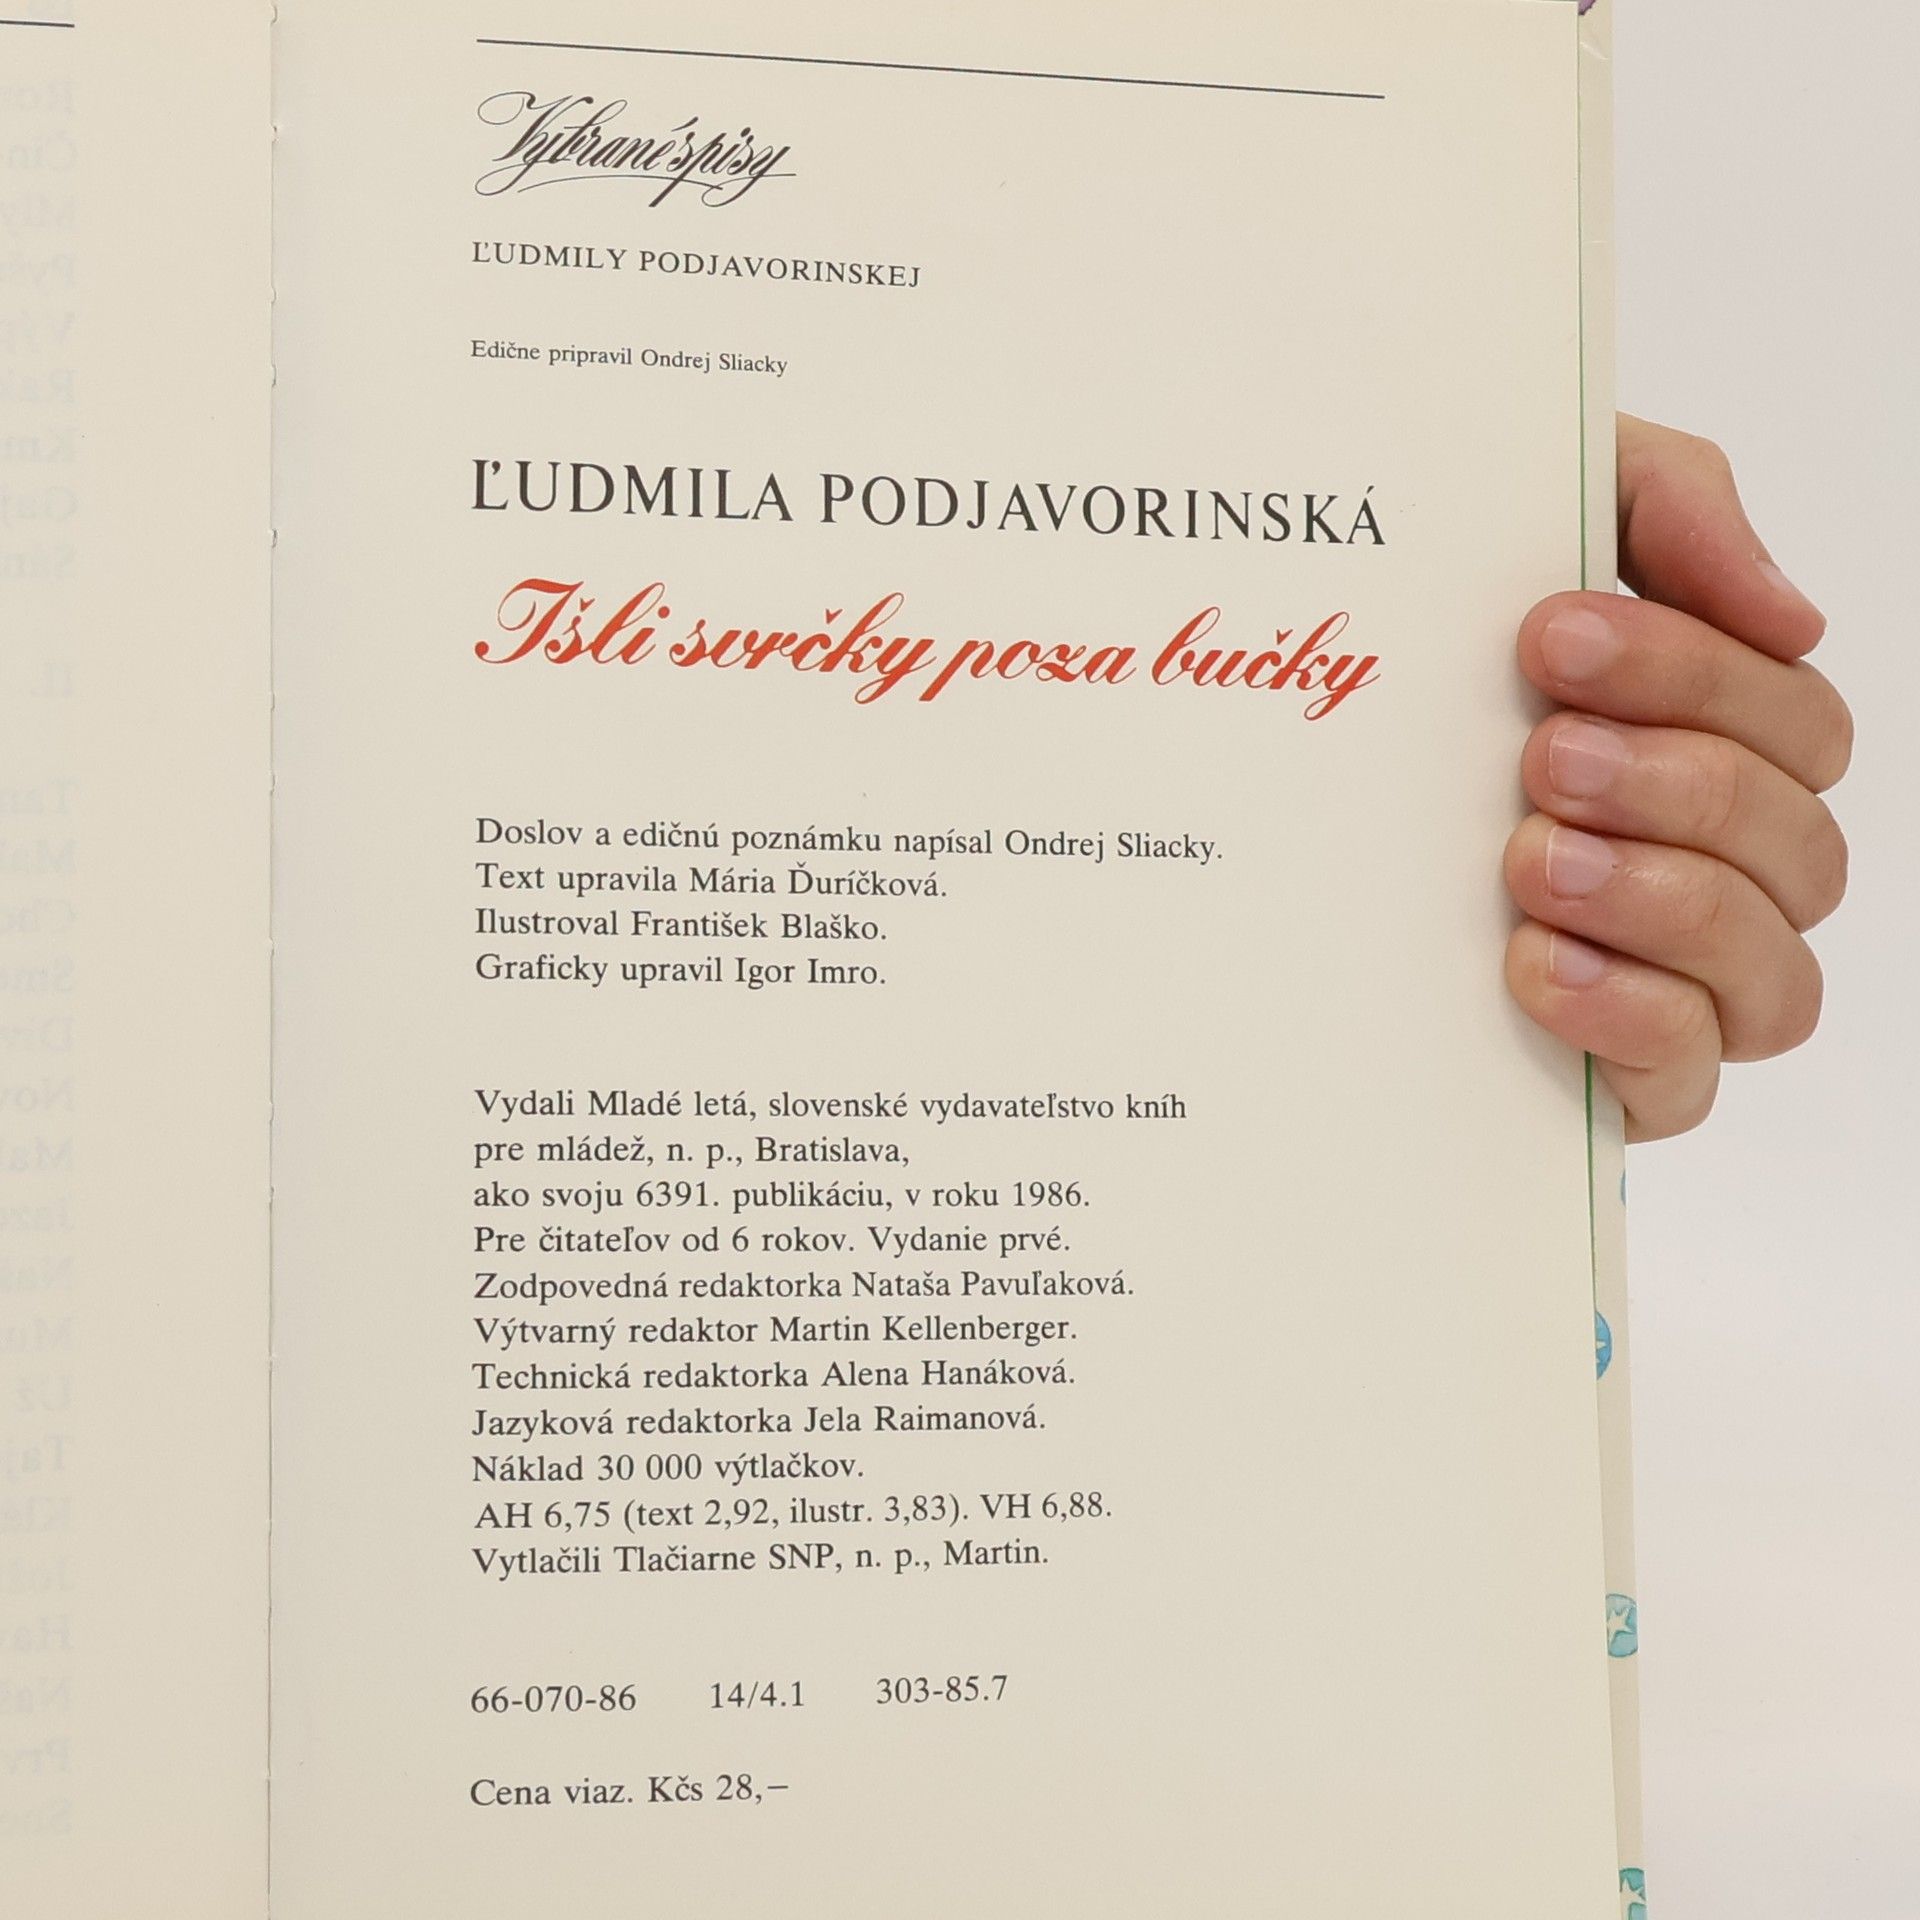 Vybrané spisy
ĽUDMILY PODJAVORINSKEJ
Edične pripravil Ondrej Sliacky
ĽUDMILA PODJAVORINSKÁ
Išli svrčky poza bučky
Doslov a edičnú poznámku napísal Ondrej Sliacky.
Text upravila Mária Ďuríčková.
Ilustroval František Blaško.
Graficky upravil Igor Imro.
Vydali Mladé letá, slovenské vydavateľstvo kníh
pre mládež, n. p., Bratislava,
ako svoju 6391. publikáciu, v roku 1986.
Pre čitateľov od 6 rokov. Vydanie prvé.
Zodpovedná redaktorka Nataša Pavuľaková.
Výtvarný redaktor Martin Kellenberger.
Technická redaktorka Alena Hanáková.
Jazyková redaktorka Jela Raimanová.
Náklad 30 000 výtlačkov.
AH 6,75 (text 2,92, ilustr. 3,83). VH 6,88.
Vytlačili Tlačiarne SNP, n. p., Martin.
66-070-86 14/4.1 303-85.7
Cena viaz. Kčs 28,–